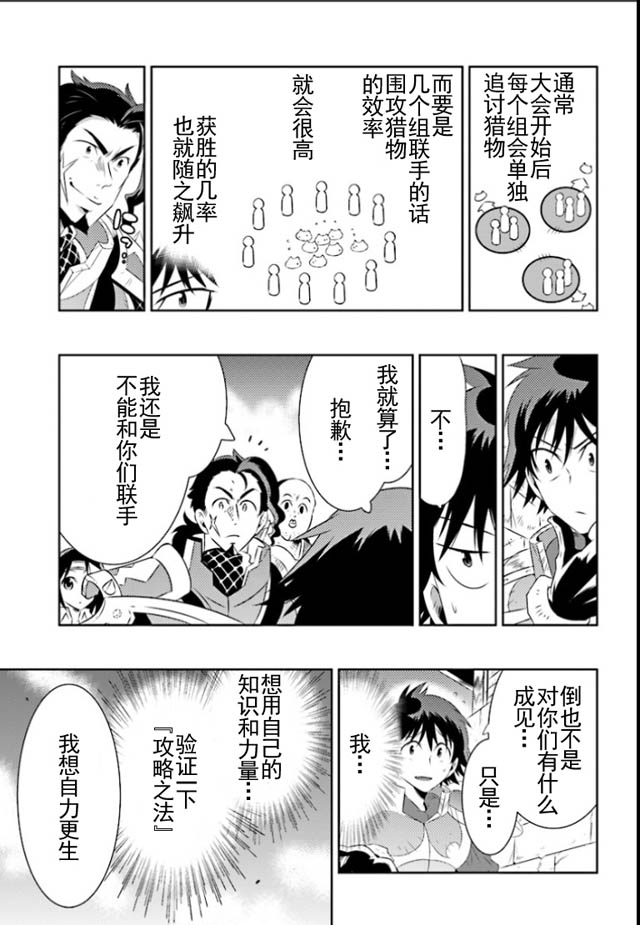 通常
大会开始后
每个组会单独
追讨猎物
而要是
几个组联手的话
围攻猎物
的效率
就会很高
获胜的几率
也就随之飙升
不…
我就算了…
抱歉…
我还是
不能和你们联手
倒也不是
对你们有什么
成见…
只是…
我…
想用自己的
知识和力量…
验证一下
『攻略之法』
我想自力更生